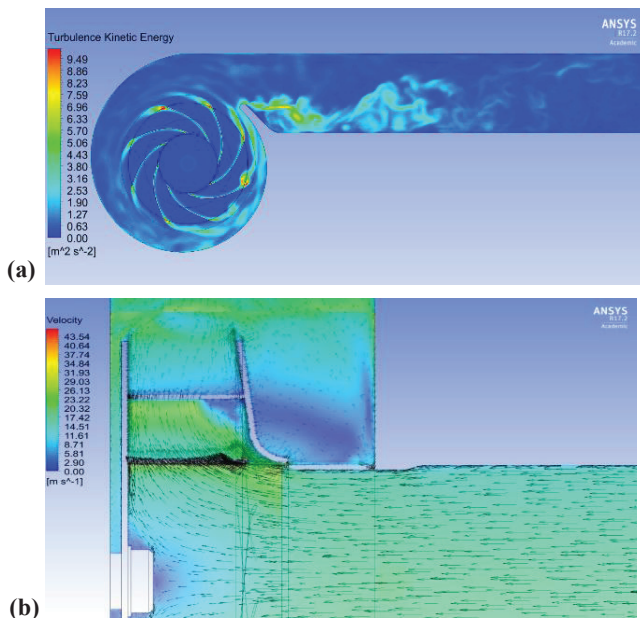 ANSYS
R17.2
Academic
Turbulence Kinetic Energy
9.49
8.86
8.23
7.59
6.96
6.33
5.70
5.06
4.43
3.80
3.16
2.53
1.90
1.27
0.63
0.00
[m^2 s^-2]
(a)
ANSYS
R17.2
Academic
Velocity
43.54
40.64
37.74
34.84
31.93
29.03
26.13
23.22
20.32
17.42
14.51
11.61
8.71
5.81
2.90
0.00
[m s^-1]
(b)